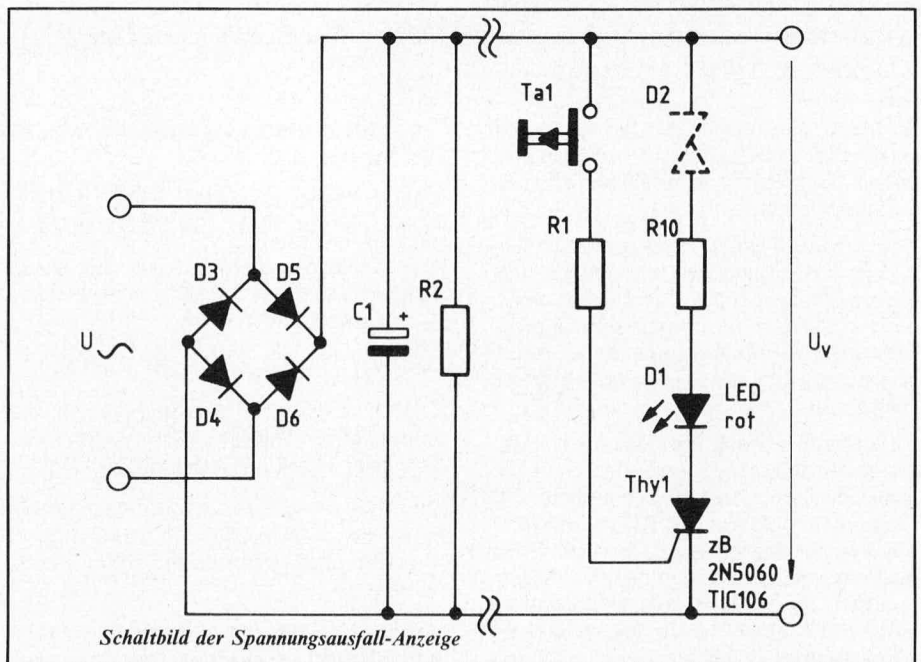 Ta1
D2
R1
R10
D3
D5
U
C1
+
R2
Uv
D4
D6
D1
LED
rot
Thy1
zB
2N5060
TIC106
Schaltbild der Spannungsausfall-Anzeige